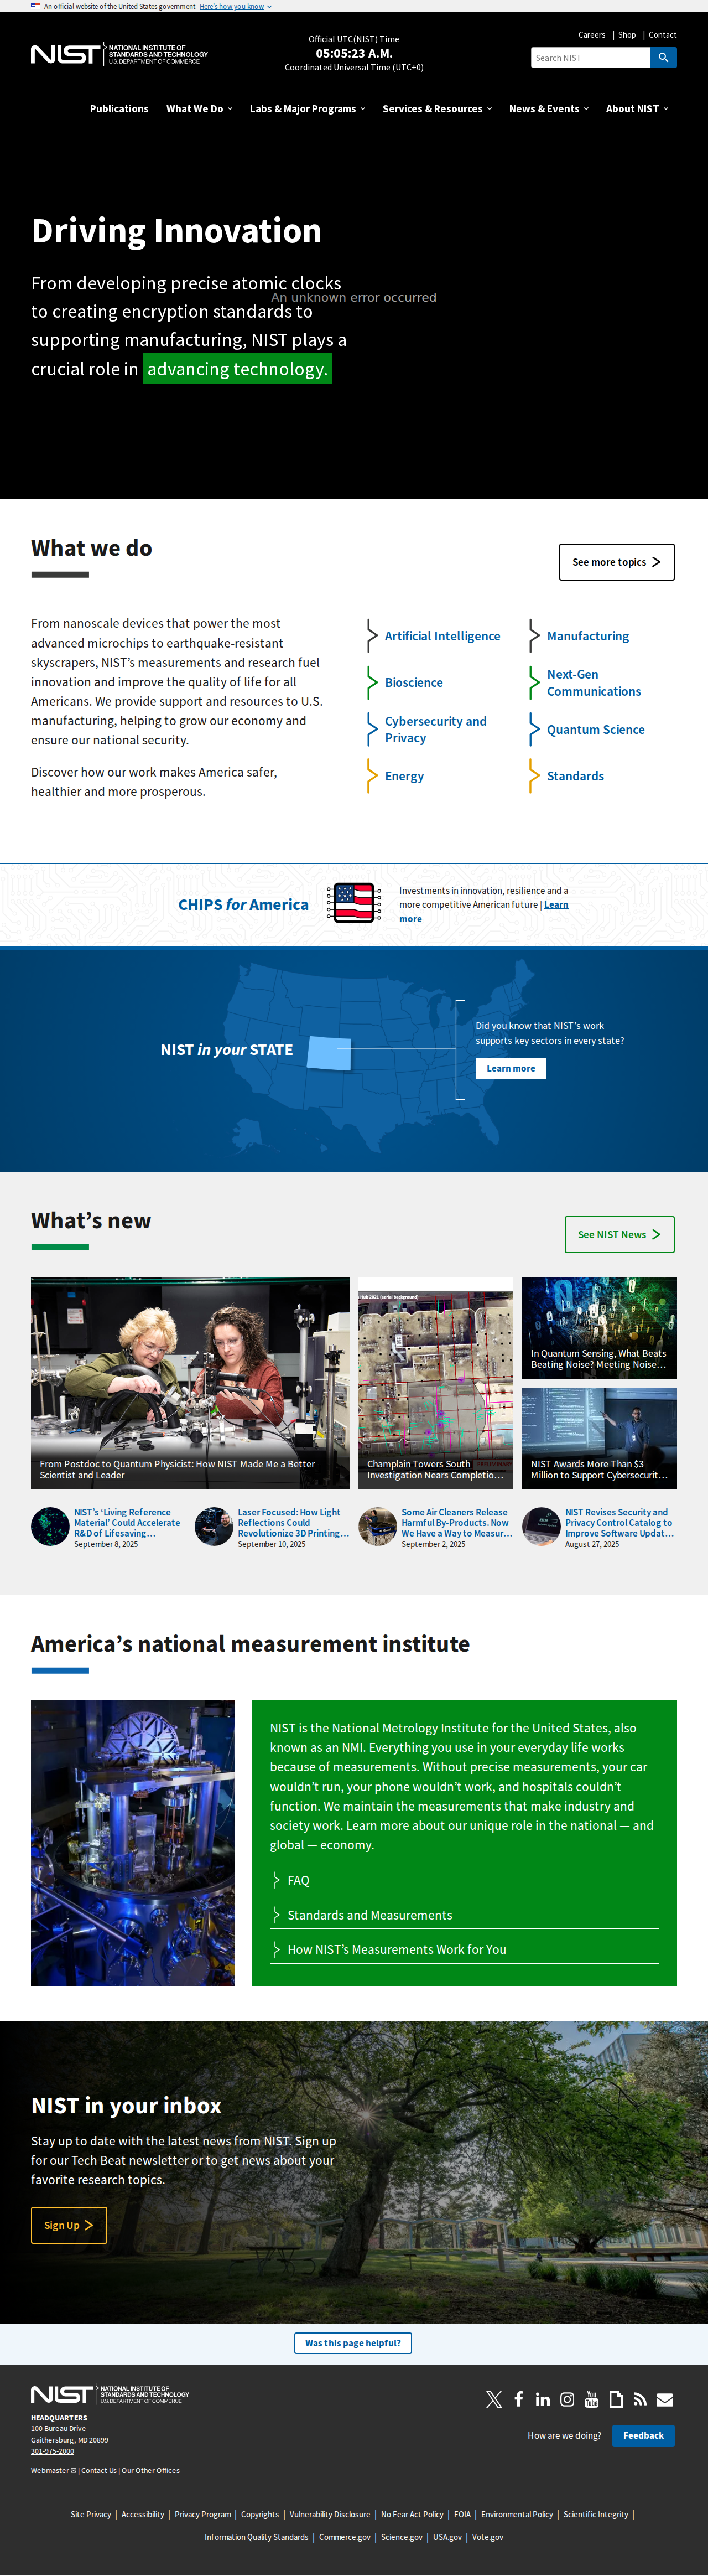 An official website of the United States government Here's how you know
NIST NATIONAL INSTITUTE OF
STANDARDS AND TECHNOLOGY
U.S. DEPARTMENT OF COMMERCE
Official UTC(NIST) Time
05:05:23 A.M.
Coordinated Universal Time (UTC+0)
Careers | Shop | Contact
Search NIST
Publications What We Do Labs & Major Programs Services & Resources News & Events About NIST
Driving Innovation
From developing precise atomic clocks
An unknown error occurred
to creating encryption standards to
supporting manufacturing, NIST plays a
crucial role in advancing technology.
What we do
See more topics
From nanoscale devices that power the most
advanced microchips to earthquake-resistant
skyscrapers, NIST's measurements and research fuel
innovation and improve the quality of life for all
Americans. We provide support and resources to U.S.
manufacturing, helping to grow our economy and
ensure our national security.
Discover how our work makes America safer,
healthier and more prosperous.
Artificial Intelligence
Manufacturing
Bioscience
Next-Gen
Communications
Cybersecurity and
Privacy
Quantum Science
Energy
Standards
CHIPS for America
Investments in innovation, resilience and a
more competitive American future | Learn
more
NIST in your STATE
Did you know that NIST's work
supports key sectors in every state?
Learn more
What's new
See NIST News
From Postdoc to Quantum Physicist: How NIST Made Me a Better
Scientist and Leader
Hub 2021 (aerial background)
Champlain Towers South
Investigation Nears Completio…
In Quantum Sensing, What Beats
Beating Noise? Meeting Noise…
NIST Awards More Than $3
Million to Support Cybersecurit…
NIST's 'Living Reference
Material' Could Accelerate
R&D of Lifesaving…
September 8, 2025
Laser Focused: How Light
Reflections Could
Revolutionize 3D Printing…
September 10, 2025
Some Air Cleaners Release
Harmful By-Products. Now
We Have a Way to Measur…
September 2, 2025
NIST Revises Security and
Privacy Control Catalog to
Improve Software Updat…
August 27, 2025
America's national measurement institute
NIST is the National Metrology Institute for the United States, also
known as an NMI. Everything you use in your everyday life works
because of measurements. Without precise measurements, your car
wouldn't run, your phone wouldn't work, and hospitals couldn't
function. We maintain the measurements that make industry and
society work. Learn more about our unique role in the national — and
global — economy.
FAQ
Standards and Measurements
How NIST's Measurements Work for You
NIST in your inbox
Stay up to date with the latest news from NIST. Sign up
for our Tech Beat newsletter or to get news about your
favorite research topics.
Sign Up
Was this page helpful?
NIST NATIONAL INSTITUTE OF
STANDARDS AND TECHNOLOGY
U.S. DEPARTMENT OF COMMERCE
HEADQUARTERS
100 Bureau Drive
Gaithersburg, MD 20899
301-975-2000
Webmaster | Contact Us | Our Other Offices
You Tube
How are we doing? Feedback
Site Privacy | Accessibility | Privacy Program | Copyrights | Vulnerability Disclosure | No Fear Act Policy | FOIA | Environmental Policy | Scientific Integrity |
Information Quality Standards | Commerce.gov | Science.gov | USA.gov | Vote.gov